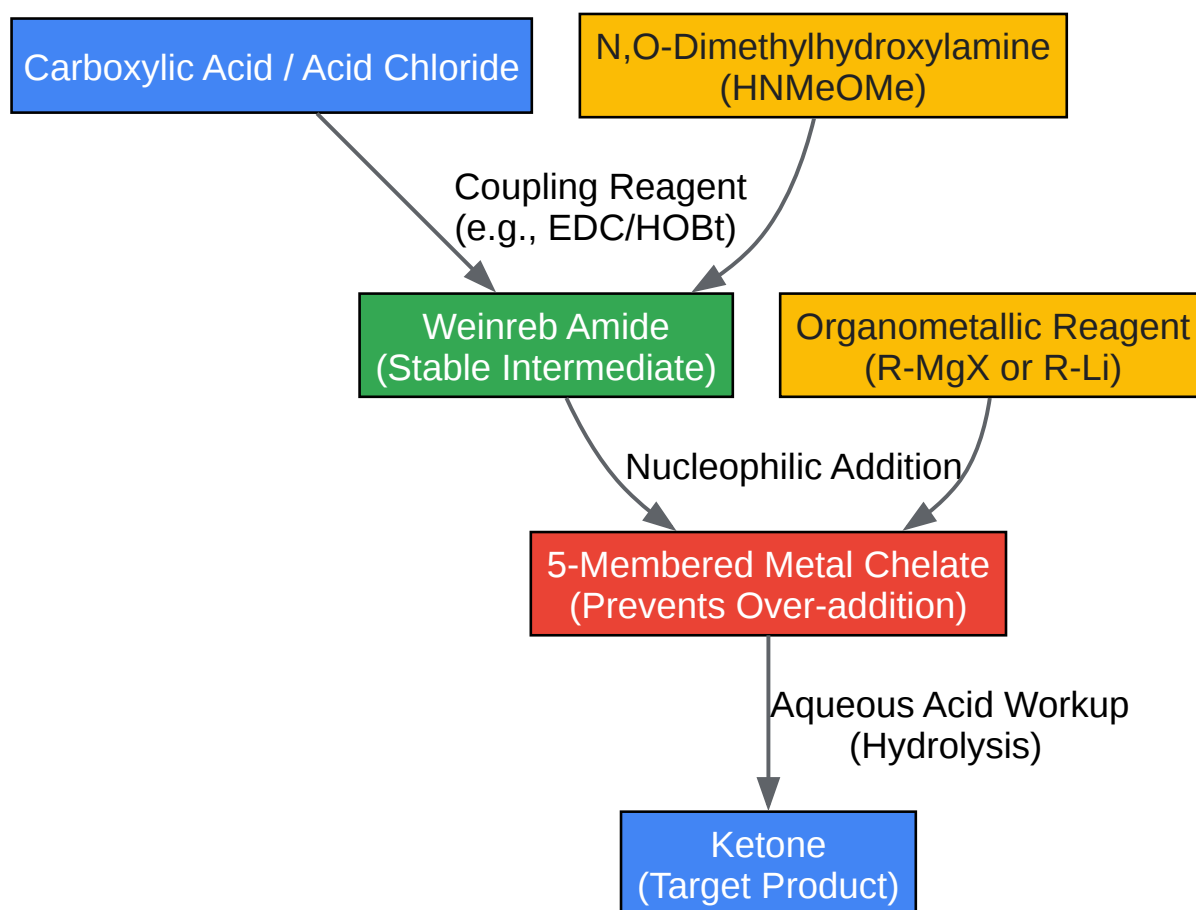 Carboxylic Acid / Acid Chloride
N,O-Dimethylhydroxylamine
(HNMeOMe)
Coupling Reagent
(e.g., EDC/HOBt)
Weinreb Amide
(Stable Intermediate)
Organometallic Reagent
(R-MgX or R-Li)
Nucleophilic Addition
5-Membered Metal Chelate
(Prevents Over-addition)
Aqueous Acid Workup
(Hydrolysis)
Ketone
(Target Product)